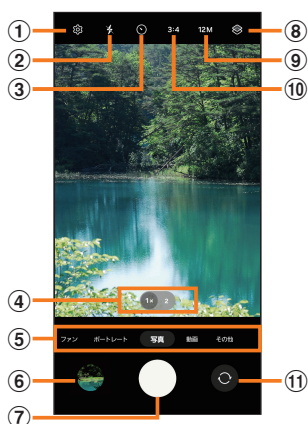 ① ⑧
② ⑨
③ 3:4 12M ⑩
④ 1× 2
⑤ ファン ポートレート 写真 動画 その他
⑥ ⑪
⑦